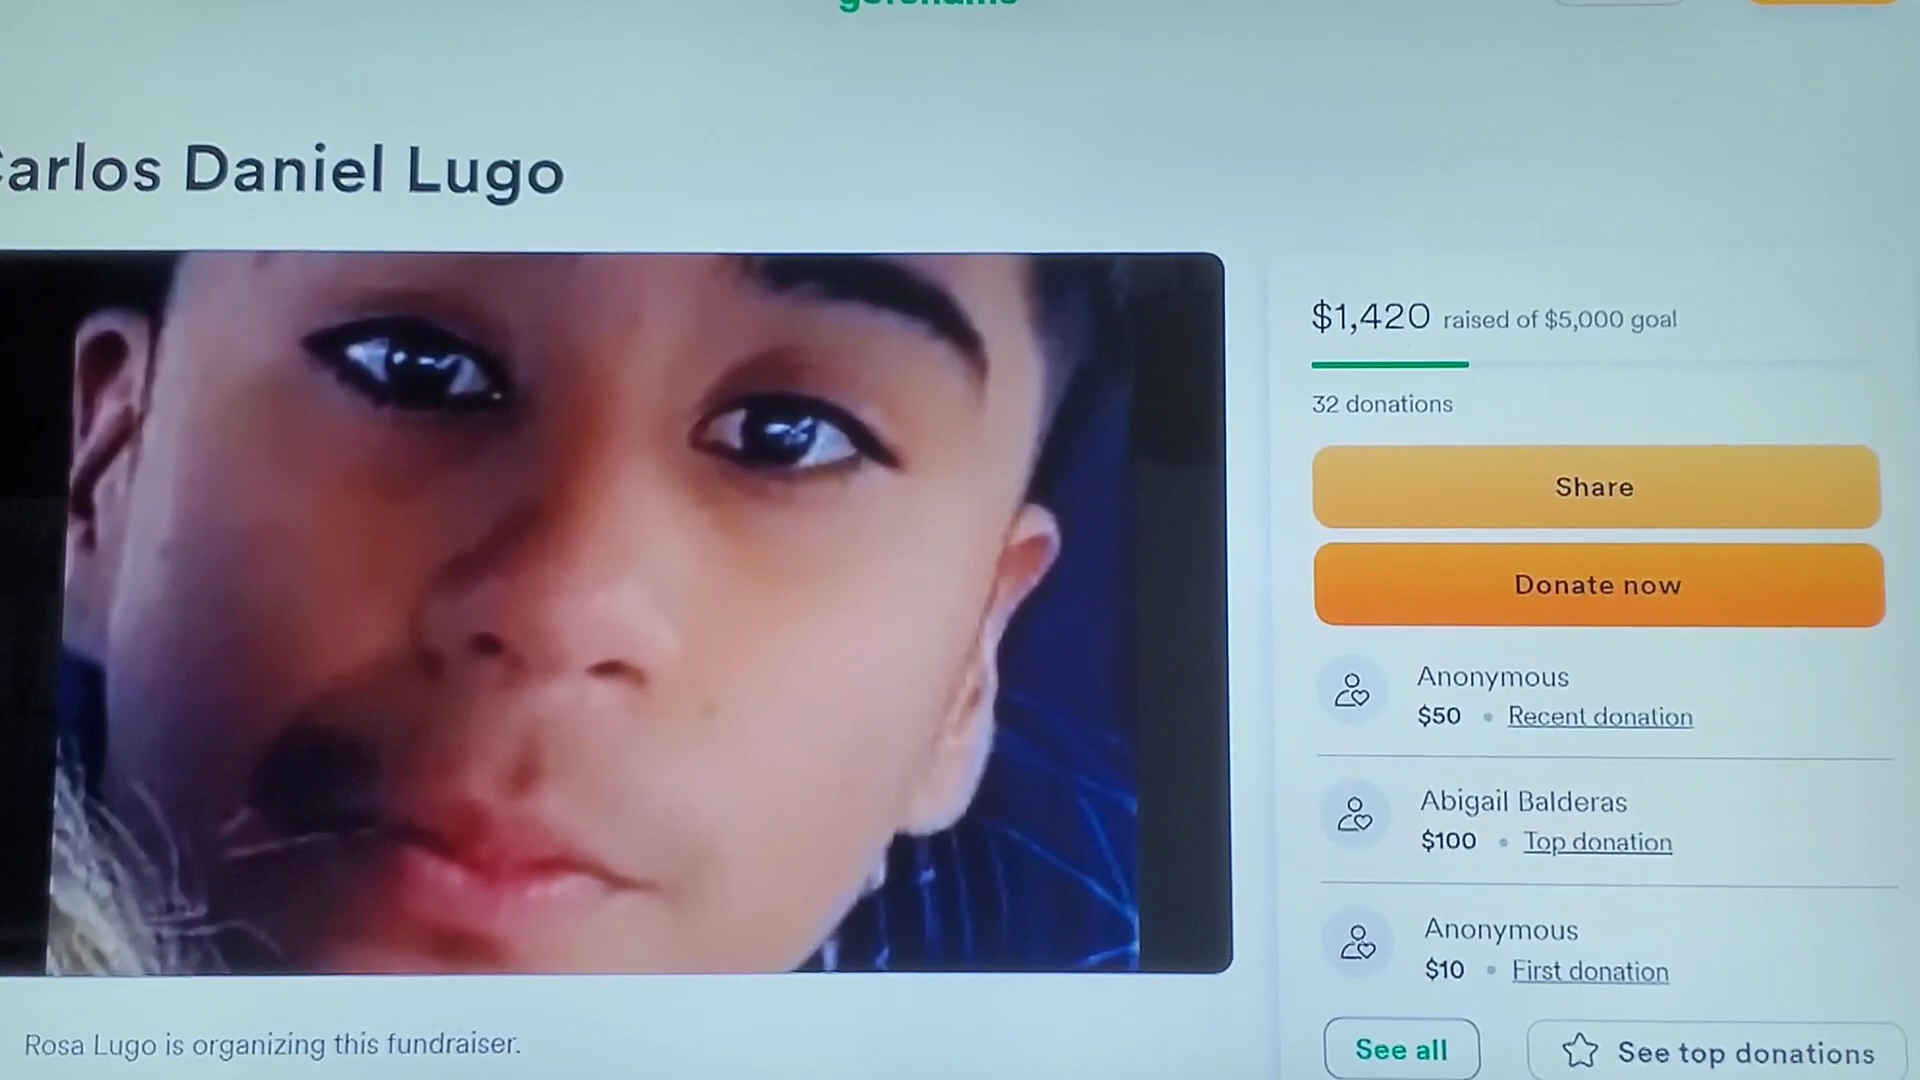 arlos Daniel Lugo
$1,420 raised of $5,000 goal
32 donations
Share
Donate now
Anonymous
$50 • Recent donation
Abigail Balderas
$100 • Top donation
Anonymous
$10 • First donation
See all
See top donations
Rosa Lugo is organizing this fundraiser.